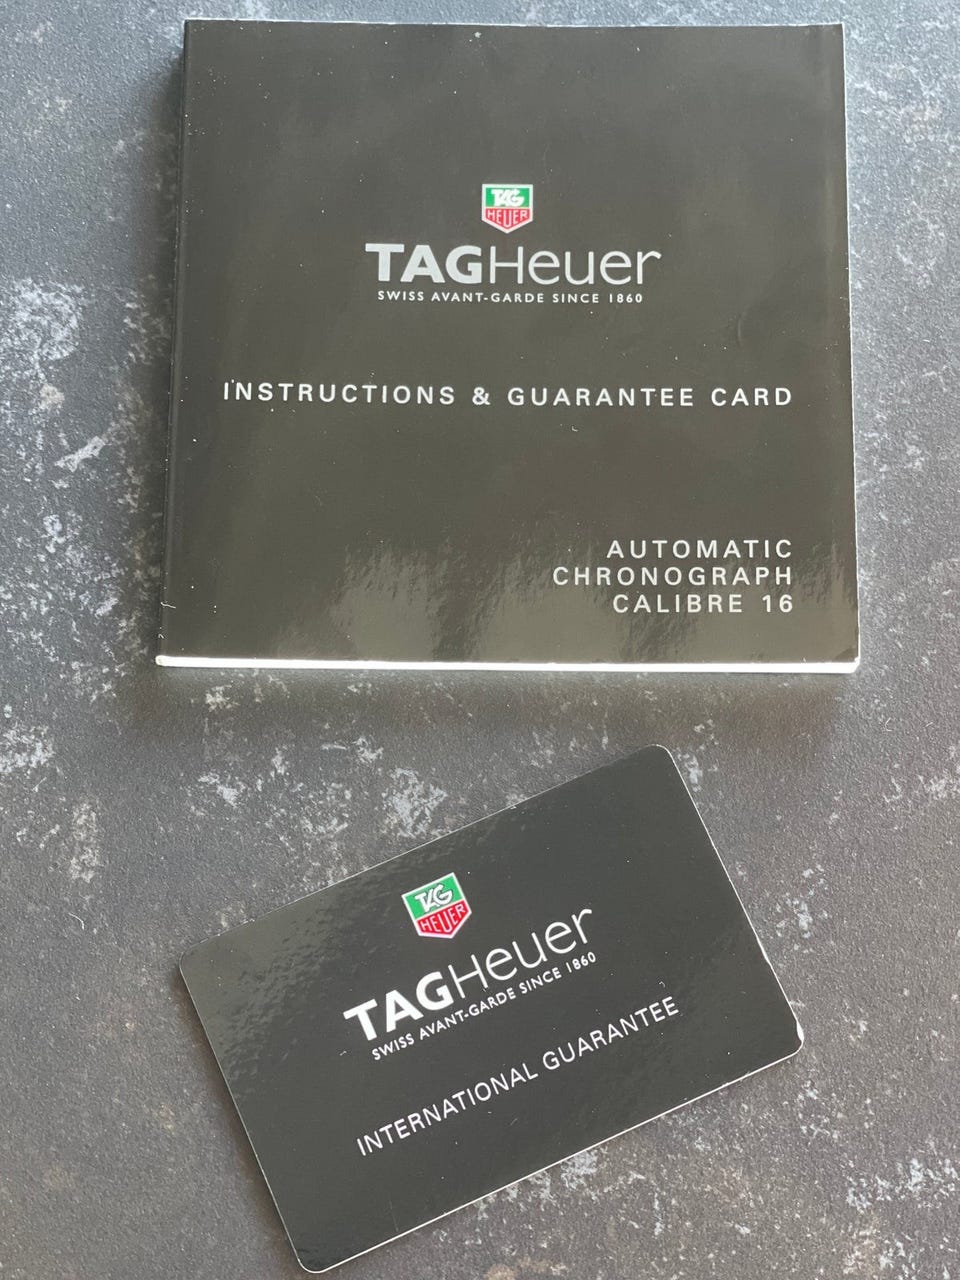 TAG
HEUER
TAGHeuer
SWISS AVANT-GARDE SINCE 1860
INSTRUCTIONS & GUARANTEE CARD
AUTOMATIC
CHRONOGRAPH
CALIBRE 16
TAG
HEUER
TAGHeuer
SWISS AVANT-GARDE SINCE 1860
INTERNATIONAL GUARANTEE